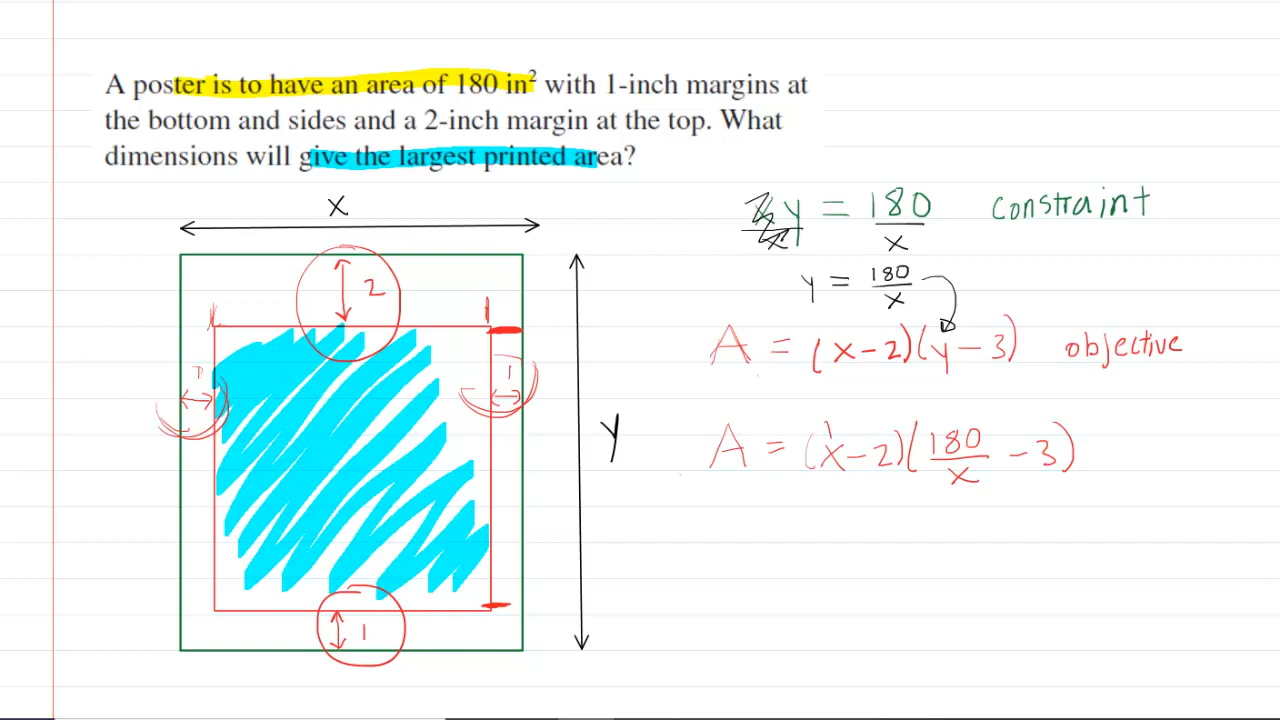 A poster is to have an area of 180 in² with 1-inch margins at
the bottom and sides and a 2-inch margin at the top. What
dimensions will give the largest printed area?
x
y = 180/x constraint
y = 180/x
2
A = (x-2)(y-3) objective
1
1
y
A = (x-2)(180/x - 3)
1